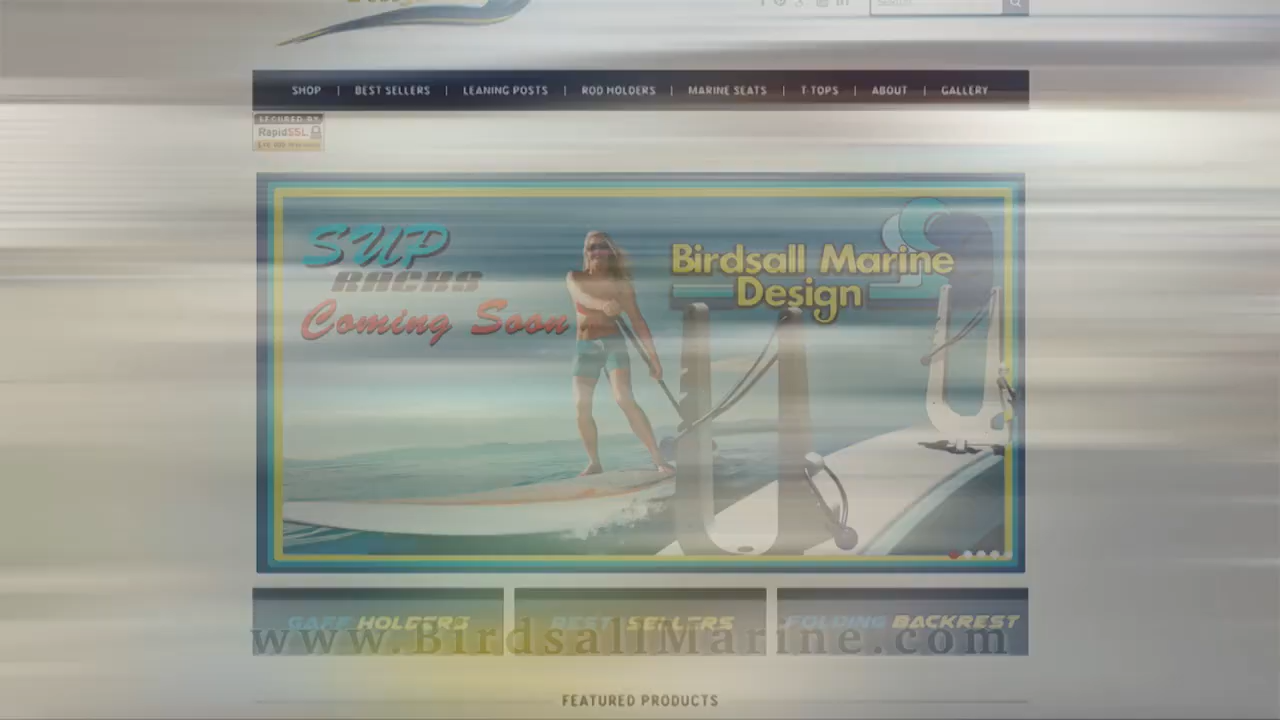 SHOP | BEST SELLERS | LEANING POSTS | ROD HOLDERS | MARINE SEATS | T-TOPS | ABOUT | GALLERY
SECURED BY
RapidSSL
SUP
RACKS
Coming Soon
Birdsall Marine
Design
GAFF HOLDERS
BEST SELLERS
FOLDING BACKREST
www.BirdsallMarine.com
FEATURED PRODUCTS